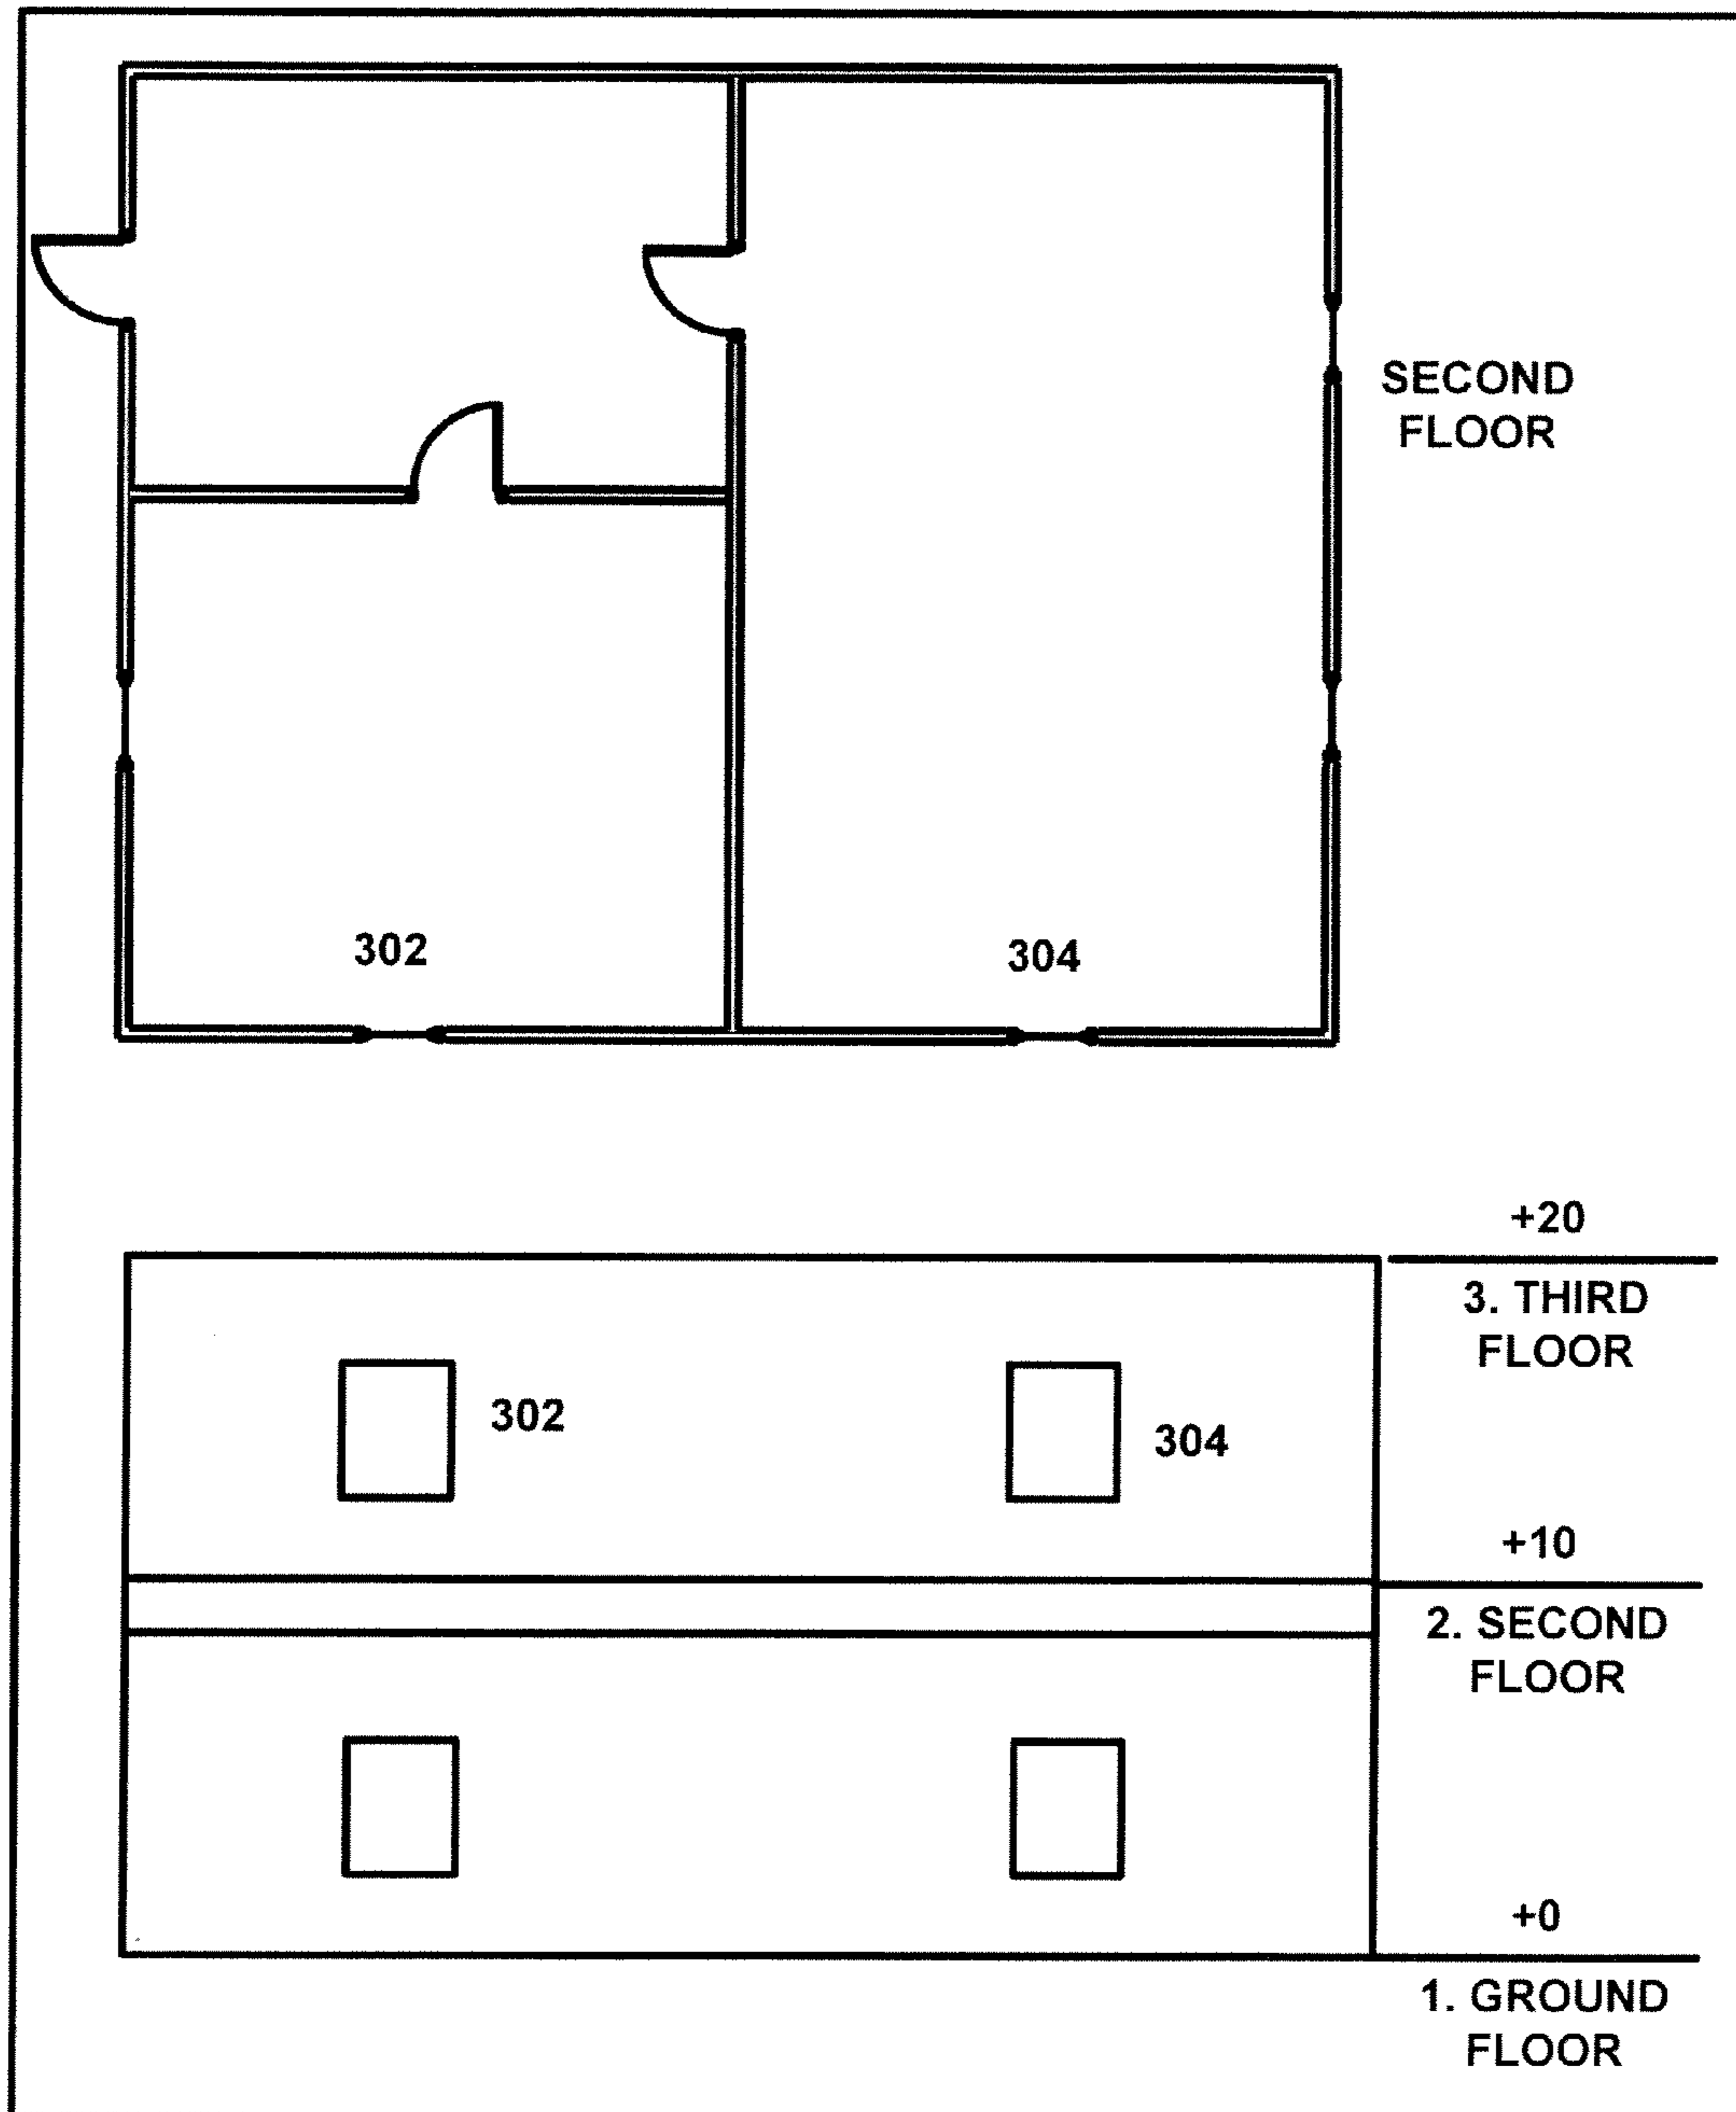 SECOND
FLOOR
302
304
+20
3. THIRD
FLOOR
302
304
+10
2. SECOND
FLOOR
+0
1. GROUND
FLOOR